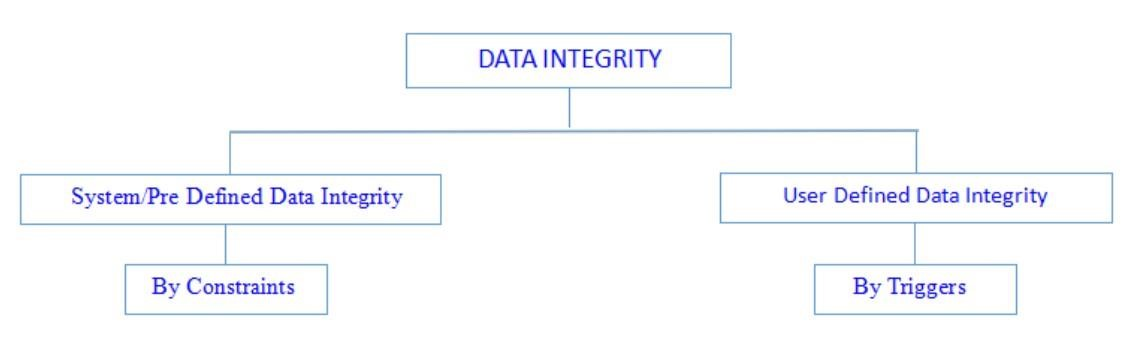 DATA INTEGRITY
System/Pre Defined Data Integrity
User Defined Data Integrity
By Constraints
By Triggers